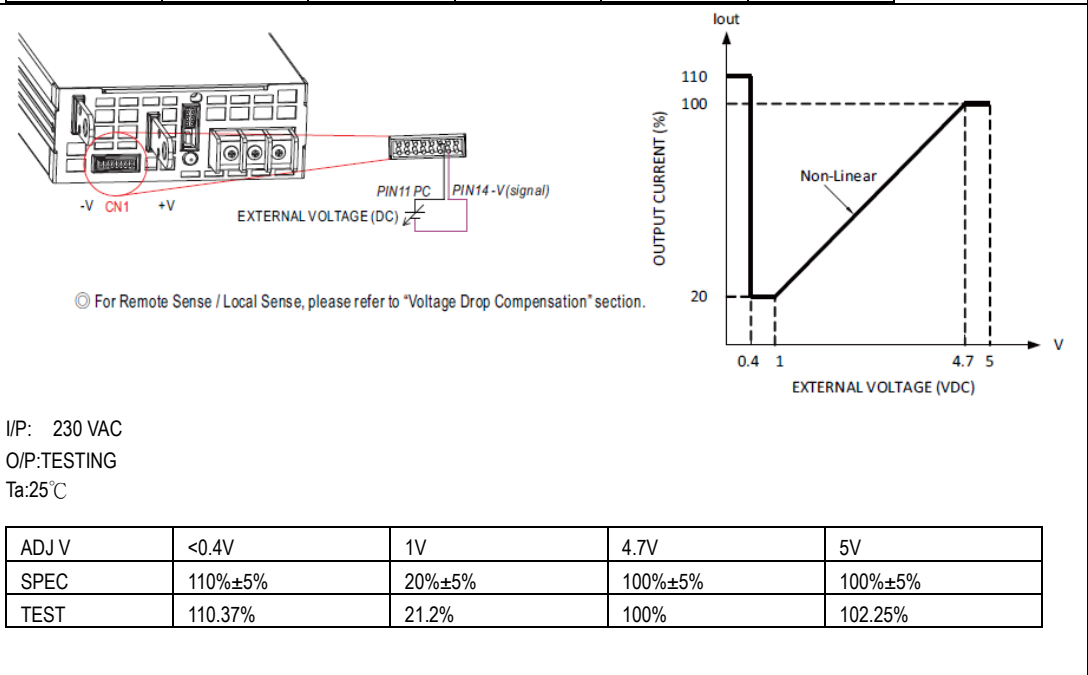 -V CN1 +V
PIN11 PC PIN14 -V(signal)
EXTERNAL VOLTAGE (DC)
◎ For Remote Sense / Local Sense, please refer to “Voltage Drop Compensation” section.
Iout
110
100
OUTPUT CURRENT (%)
Non-Linear
20
0.4 1 4.7 5
V
EXTERNAL VOLTAGE (VDC)
I/P: 230 VAC
O/P:TESTING
Ta:25℃
ADJ V <0.4V 1V 4.7V 5V
SPEC 110%±5% 20%±5% 100%±5% 100%±5%
TEST 110.37% 21.2% 100% 102.25%